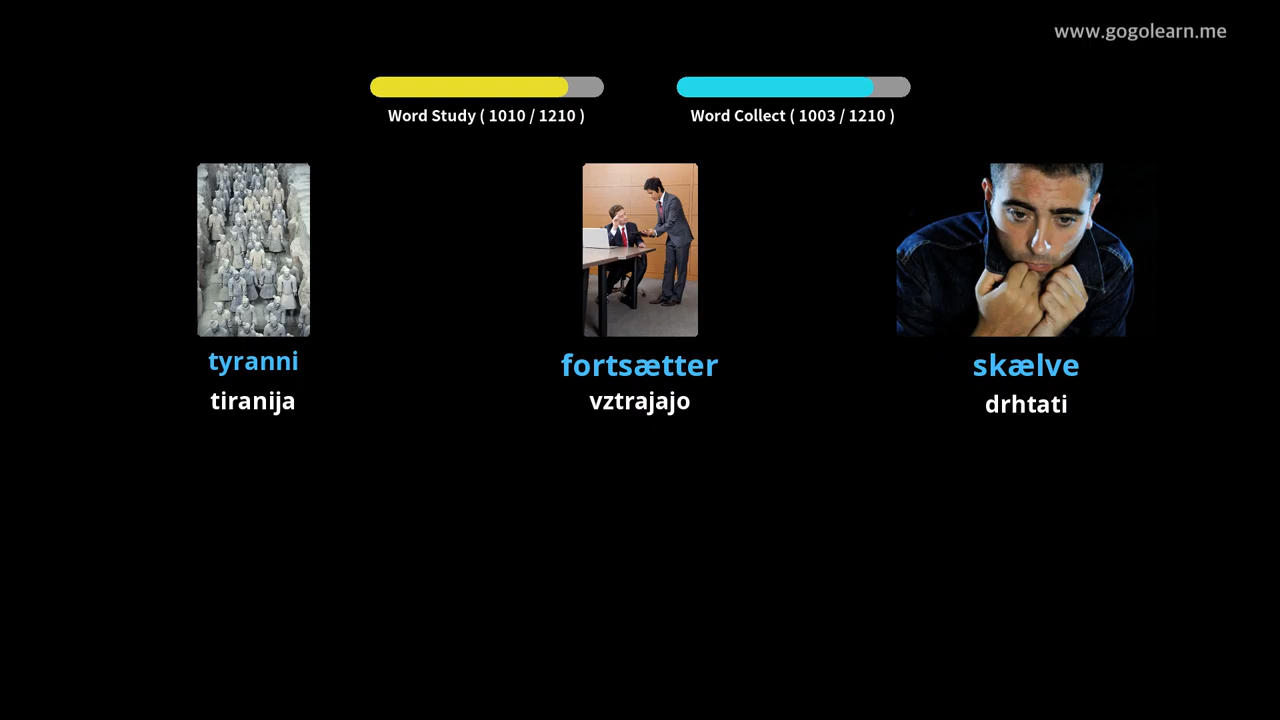 www.gogolearn.me
Word Study ( 1010 / 1210 )
Word Collect ( 1003 / 1210 )
tyranni
tiranija
fortsætter
vztrajajo
skælve
drhtati